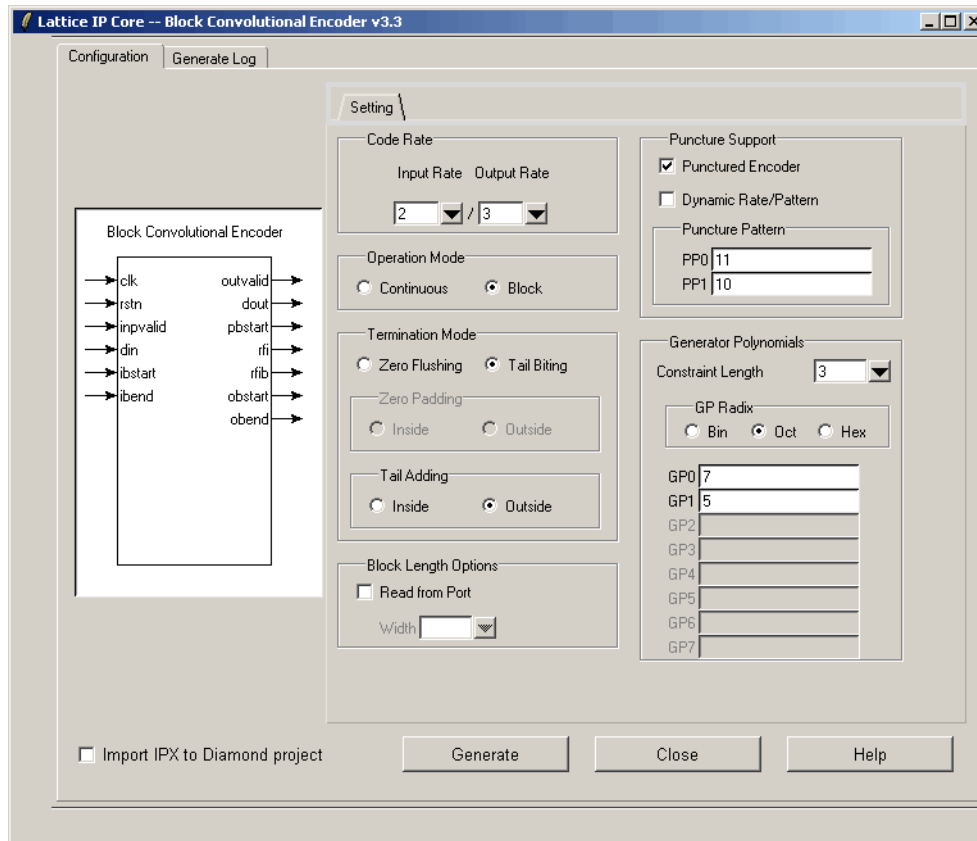 Lattice IP Core -- Block Convolutional Encoder v3.3
Configuration
Generate Log
Block Convolutional Encoder
clk outvalid
rstn dout
inpvalid pbstart
din rfi
ibstart rfib
ibend obstart
obend
Setting
Code Rate
Input Rate Output Rate
2 / 3
Operation Mode
Continuous Block
Termination Mode
Zero Flushing Tail Biting
Zero Padding
Inside Outside
Tail Adding
Inside Outside
Block Length Options
Read from Port
Width
Puncture Support
Punctured Encoder
Dynamic Rate/Pattern
Puncture Pattern
PP0 11
PP1 10
Generator Polynomials
Constraint Length 3
GP Radix
Bin Oct Hex
GP0 7
GP1 5
GP2
GP3
GP4
GP5
GP6
GP7
Import IPX to Diamond project
Generate
Close
Help